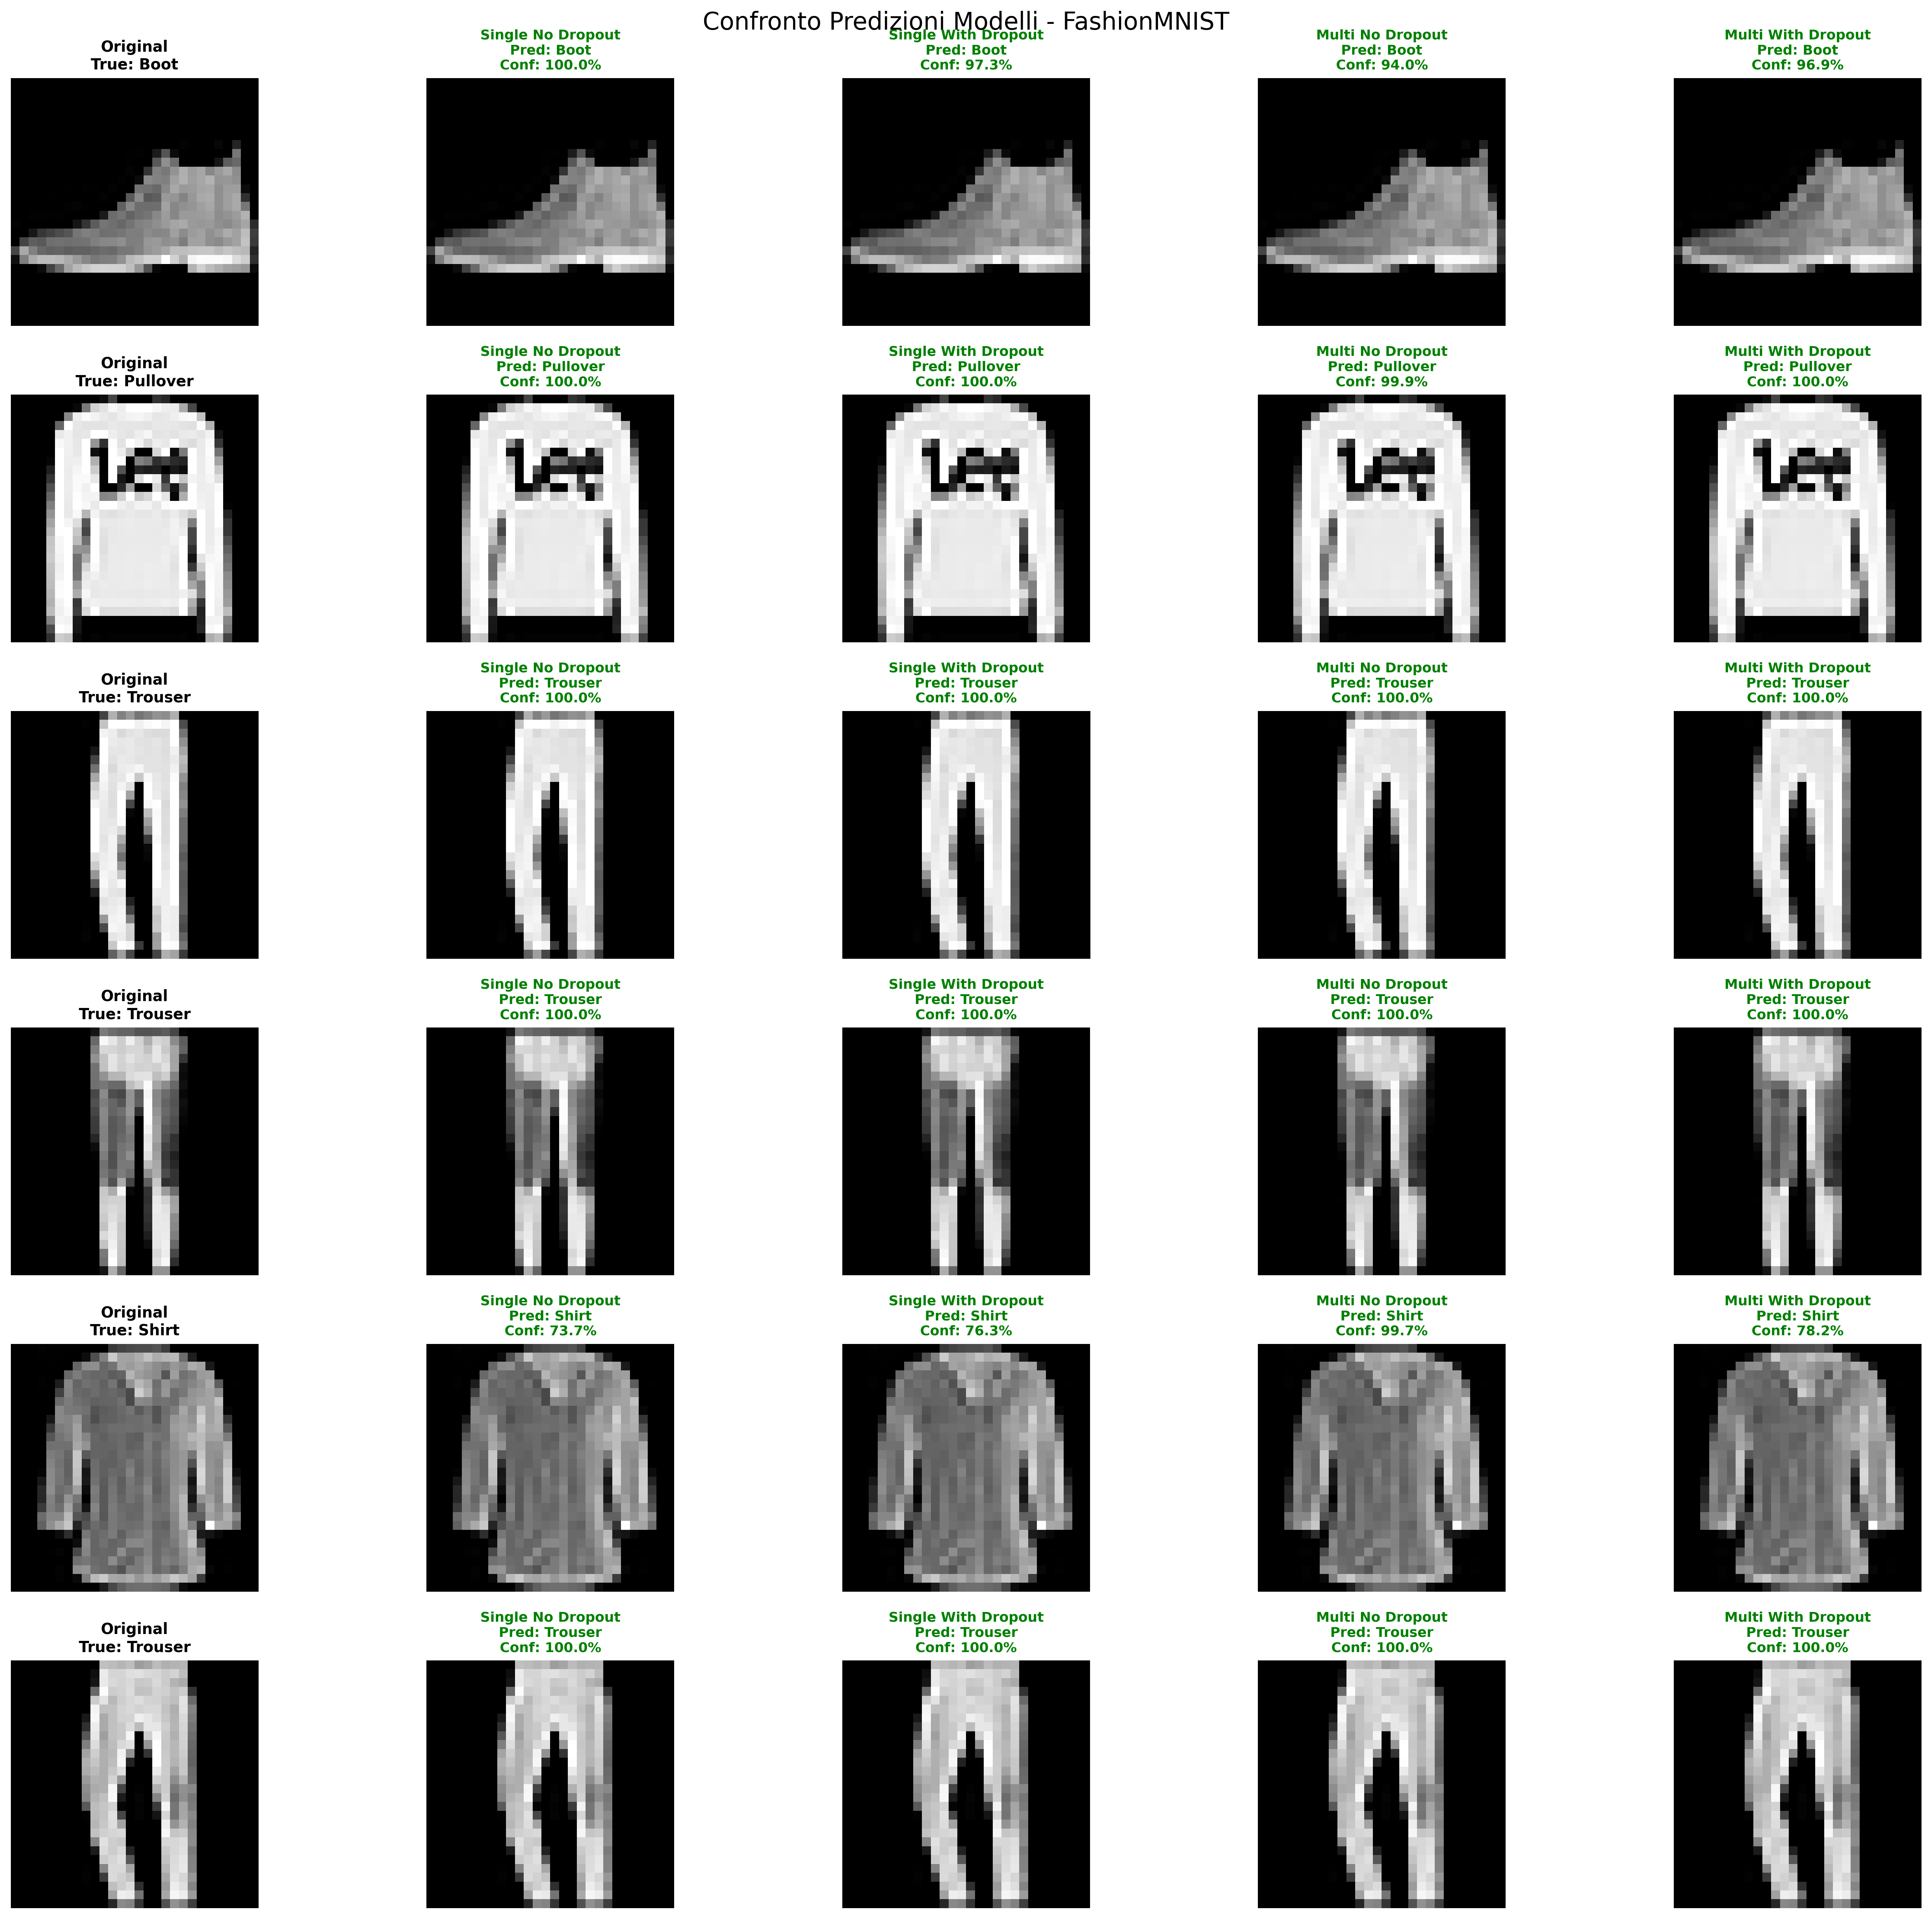 Confronto Predizioni Modelli - FashionMNIST
Original
True: Boot
Single No Dropout
Pred: Boot
Conf: 100.0%
Single With Dropout
Pred: Boot
Conf: 97.3%
Multi No Dropout
Pred: Boot
Conf: 94.0%
Multi With Dropout
Pred: Boot
Conf: 96.9%
Original
True: Pullover
Single No Dropout
Pred: Pullover
Conf: 100.0%
Single With Dropout
Pred: Pullover
Conf: 100.0%
Multi No Dropout
Pred: Pullover
Conf: 99.9%
Multi With Dropout
Pred: Pullover
Conf: 100.0%
Original
True: Trouser
Single No Dropout
Pred: Trouser
Conf: 100.0%
Single With Dropout
Pred: Trouser
Conf: 100.0%
Multi No Dropout
Pred: Trouser
Conf: 100.0%
Multi With Dropout
Pred: Trouser
Conf: 100.0%
Original
True: Trouser
Single No Dropout
Pred: Trouser
Conf: 100.0%
Single With Dropout
Pred: Trouser
Conf: 100.0%
Multi No Dropout
Pred: Trouser
Conf: 100.0%
Multi With Dropout
Pred: Trouser
Conf: 100.0%
Original
True: Shirt
Single No Dropout
Pred: Shirt
Conf: 73.7%
Single With Dropout
Pred: Shirt
Conf: 76.3%
Multi No Dropout
Pred: Shirt
Conf: 99.7%
Multi With Dropout
Pred: Shirt
Conf: 78.2%
Original
True: Trouser
Single No Dropout
Pred: Trouser
Conf: 100.0%
Single With Dropout
Pred: Trouser
Conf: 100.0%
Multi No Dropout
Pred: Trouser
Conf: 100.0%
Multi With Dropout
Pred: Trouser
Conf: 100.0%